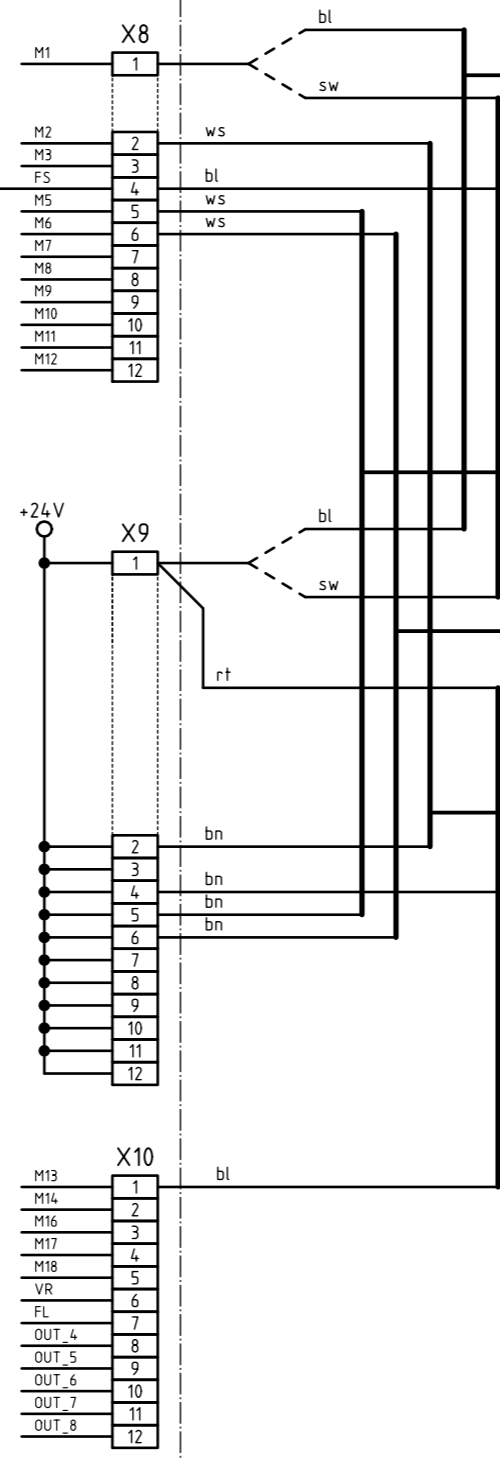 bl
X8
M1 1
sw
M2 2 ws
M3 3
FS 4 bl
M5 5 ws
M6 6 ws
M7 7
M8 8
M9 9
M10 10
M11 11
M12 12
+24V
bl
X9
1
sw
rt
2 bn
3
4 bn
5 bn
6 bn
7
8
9
10
11
12
X10
M13 1 bl
M14 2
M16 3
M17 4
M18 5
VR 6
FL 7
OUT_4 8
OUT_5 9
OUT_6 10
OUT_7 11
OUT_8 12